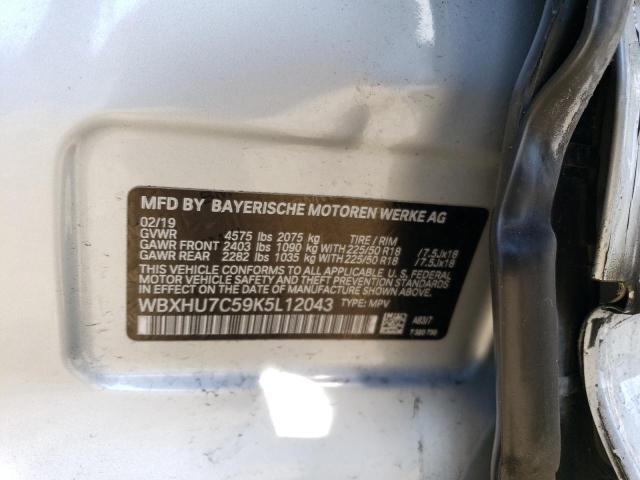 MFD BY BAYERISCHE MOTOREN WERKE AG
02/19
GVWR 4575 lbs 2075 kg TIRE / RIM
GAWR FRONT 2403 lbs 1090 kg WITH 225/50 R18 /7.5Jx18
GAWR REAR 2282 lbs 1035 kg WITH 225/50 R18 /7.5Jx18
THIS VEHICLE CONFORMS TO ALL APPLICABLE U.S. FEDERAL
MOTOR VEHICLE SAFETY AND THEFT PREVENTION STANDARDS
IN EFFECT ON THE DATE OF MANUFACTURE SHOWN ABOVE.
WBXHU7C59K5L12043 TYPE: MPV
A83/7